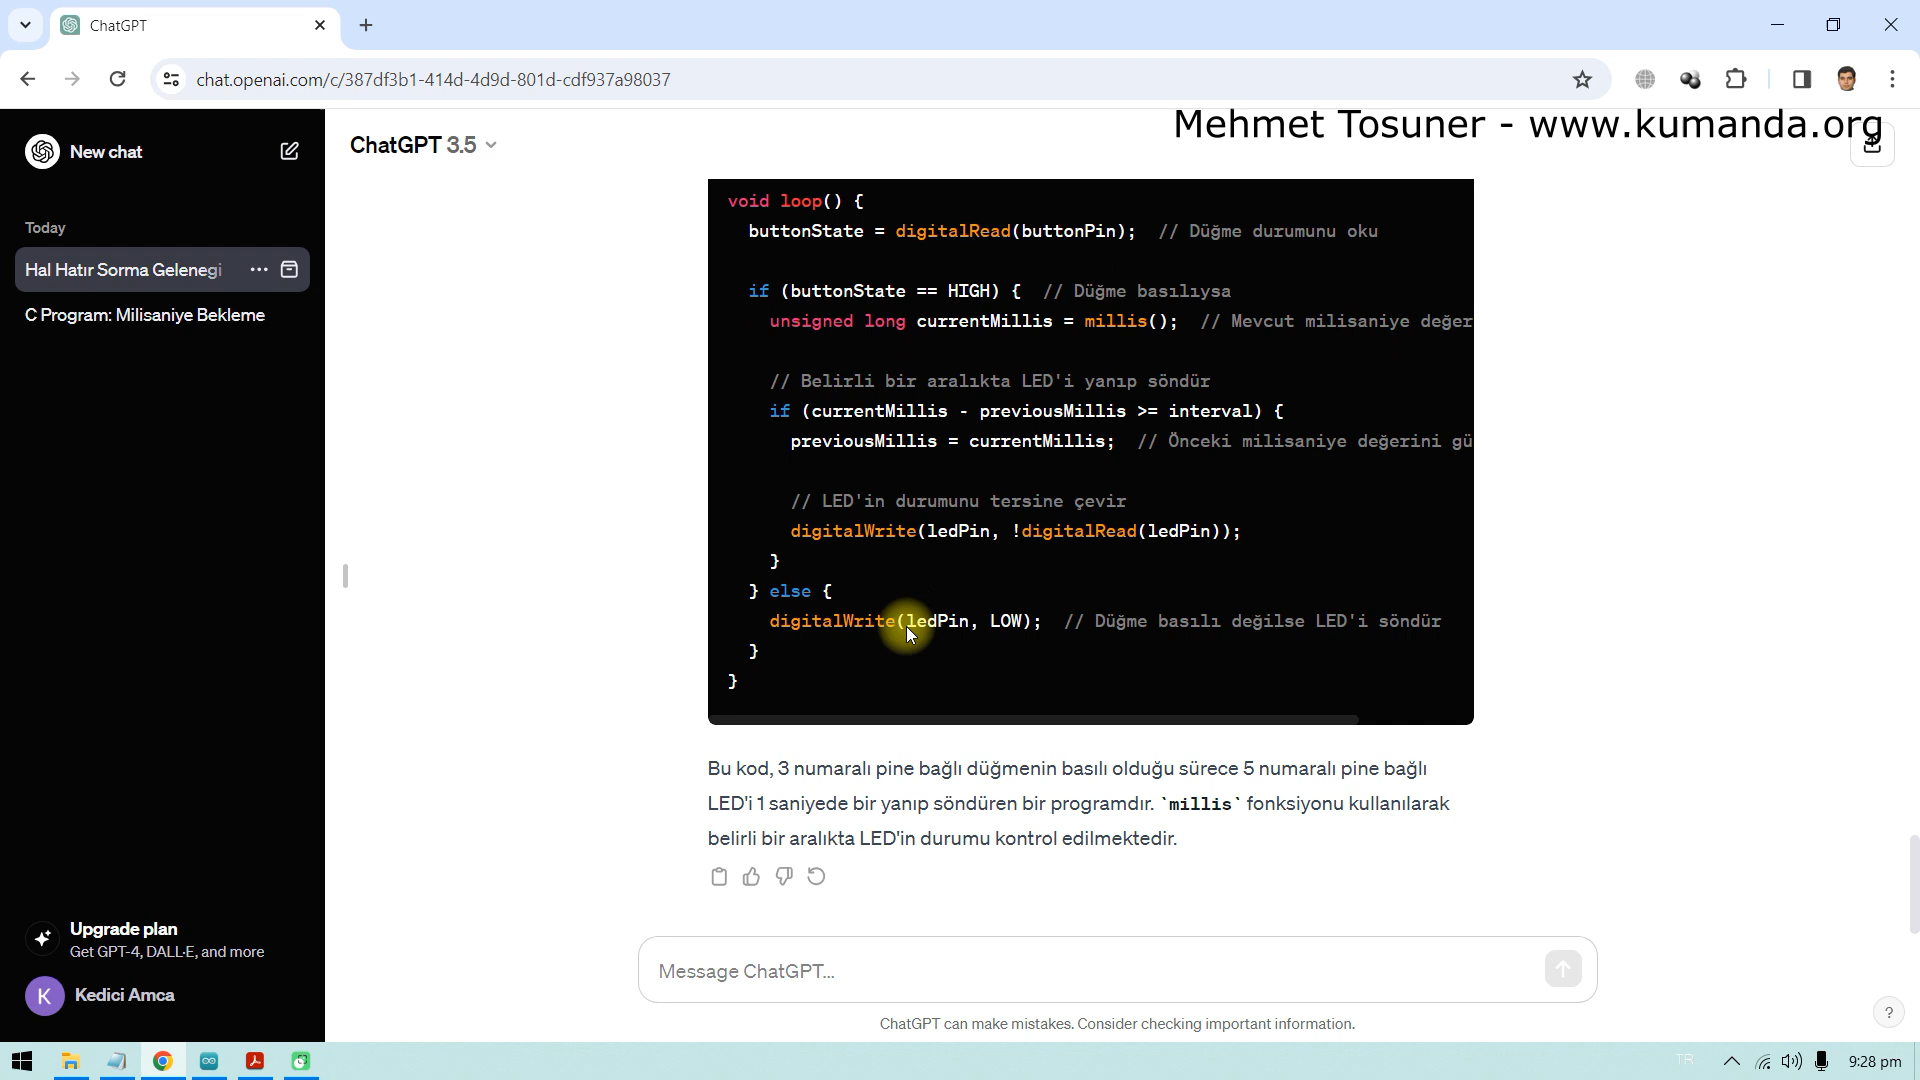 ChatGPT
chat.openai.com/c/387df3b1-414d-4d9d-801d-cdf937a98037
Mehmet Tosuner - www.kumanda.org
New chat
Today
Hal Hatır Sorma Gelenegi
C Program: Milisaniye Bekleme
ChatGPT 3.5
void loop() {
buttonState = digitalRead(buttonPin); // Düğme durumunu oku
if (buttonState == HIGH) { // Düğme basılıysa
unsigned long currentMillis = millis(); // Mevcut milisaniye değer
// Belirli bir aralıkta LED'i yanıp söndür
if (currentMillis - previousMillis >= interval) {
previousMillis = currentMillis; // Önceki milisaniye değerini gü
// LED'in durumunu tersine çevir
digitalWrite(ledPin, !digitalRead(ledPin));
}
} else {
digitalWrite(ledPin, LOW); // Düğme basılı değilse LED'i söndür
}
}
Bu kod, 3 numaralı pine bağlı düğmenin basılı olduğu sürece 5 numaralı pine bağlı
LED'i 1 saniyede bir yanıp söndüren bir programdır. `millis` fonksiyonu kullanılarak
belirli bir aralıkta LED'in durumu kontrol edilmektedir.
Upgrade plan
Get GPT-4, DALL·E, and more
K
Kedici Amca
Message ChatGPT...
ChatGPT can make mistakes. Consider checking important information.
?
TR
9:28 pm